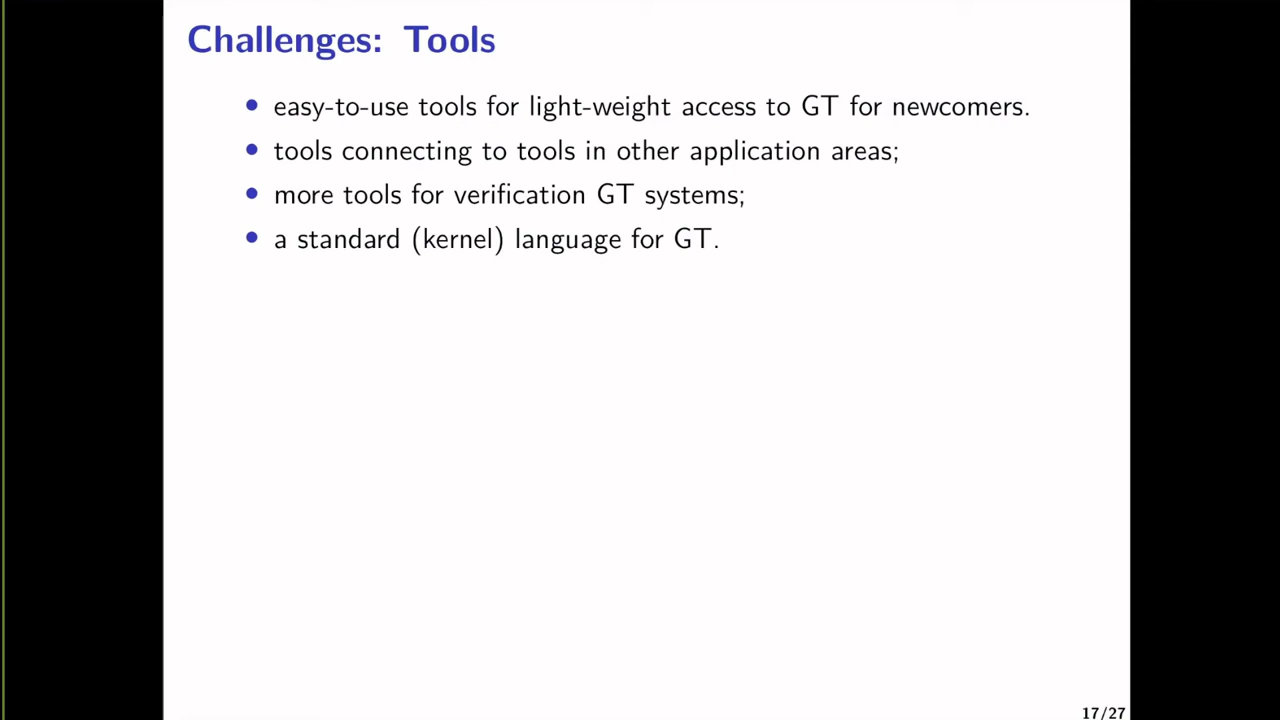 Challenges: Tools
• easy-to-use tools for light-weight access to GT for newcomers.
• tools connecting to tools in other application areas;
• more tools for verification GT systems;
• a standard (kernel) language for GT.
17/27